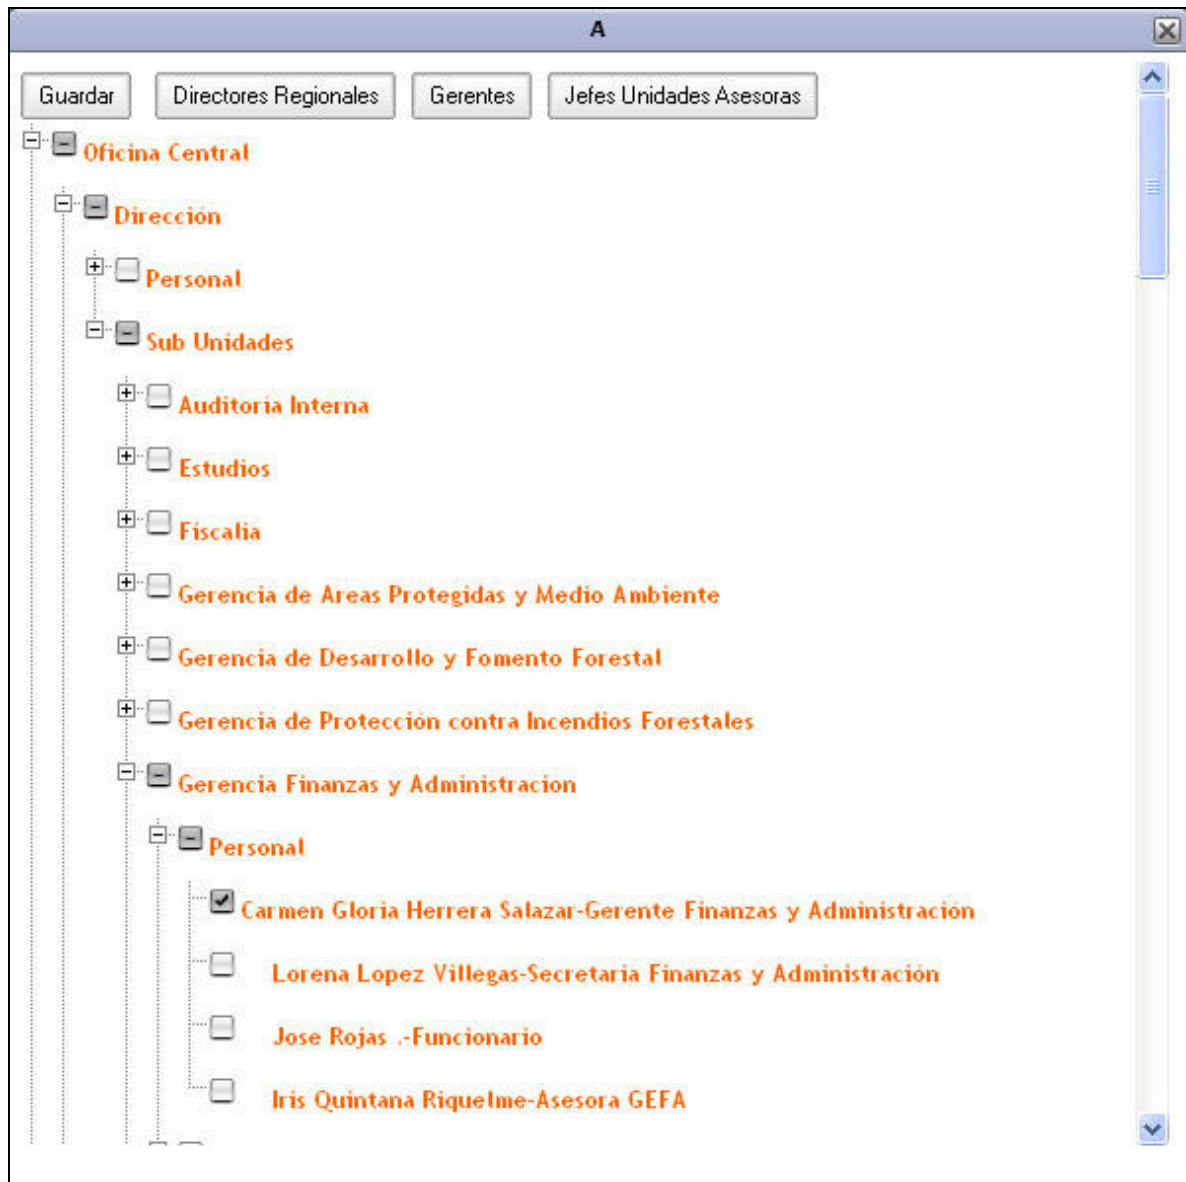 A
Guardar Directores Regionales Gerentes Jefes Unidades Asesoras
Oficina Central
Dirección
Personal
Sub Unidades
Auditoría Interna
Estudios
Fiscalia
Gerencia de Areas Protegidas y Medio Ambiente
Gerencia de Desarrollo y Fomento Forestal
Gerencia de Protección contra Incendios Forestales
Gerencia Finanzas y Administracion
Personal
Carmen Gloria Herrera Salazar-Gerente Finanzas y Administración
Lorena Lopez Villegas-Secretaria Finanzas y Administración
Jose Rojas .-Funcionario
Iris Quintana Riquelme-Asesora GEFA